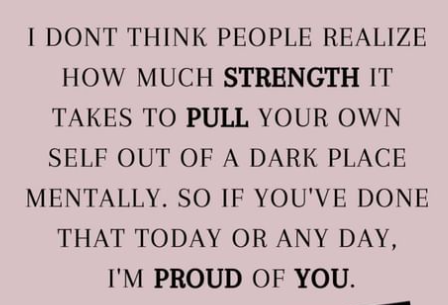 I DONT THINK PEOPLE REALIZE
HOW MUCH STRENGTH IT
TAKES TO PULL YOUR OWN
SELF OUT OF A DARK PLACE
MENTALLY. SO IF YOU'VE DONE
THAT TODAY OR ANY DAY,
I'M PROUD OF YOU.